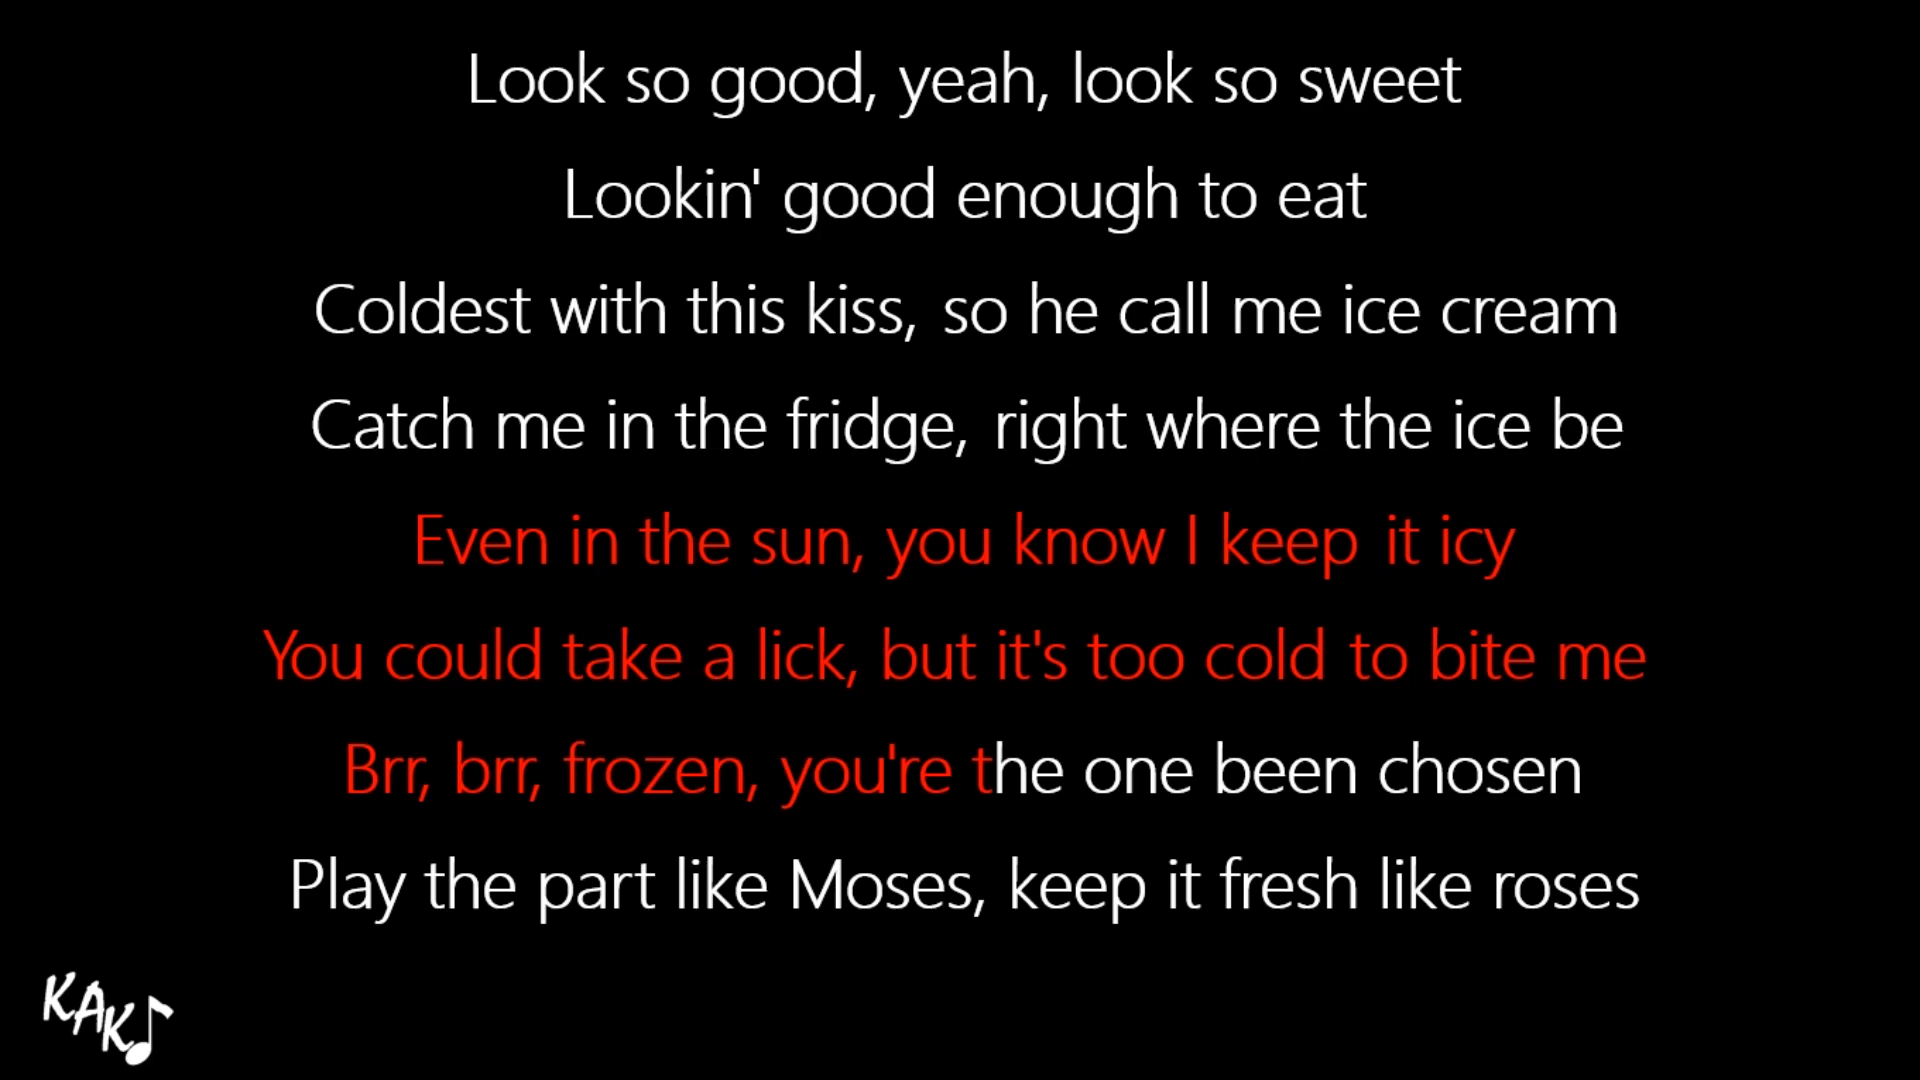 Look so good, yeah, look so sweet
Lookin' good enough to eat
Coldest with this kiss, so he call me ice cream
Catch me in the fridge, right where the ice be
Even in the sun, you know I keep it icy
You could take a lick, but it's too cold to bite me
Brr, brr, frozen, you're the one been chosen
Play the part like Moses, keep it fresh like roses
KAK